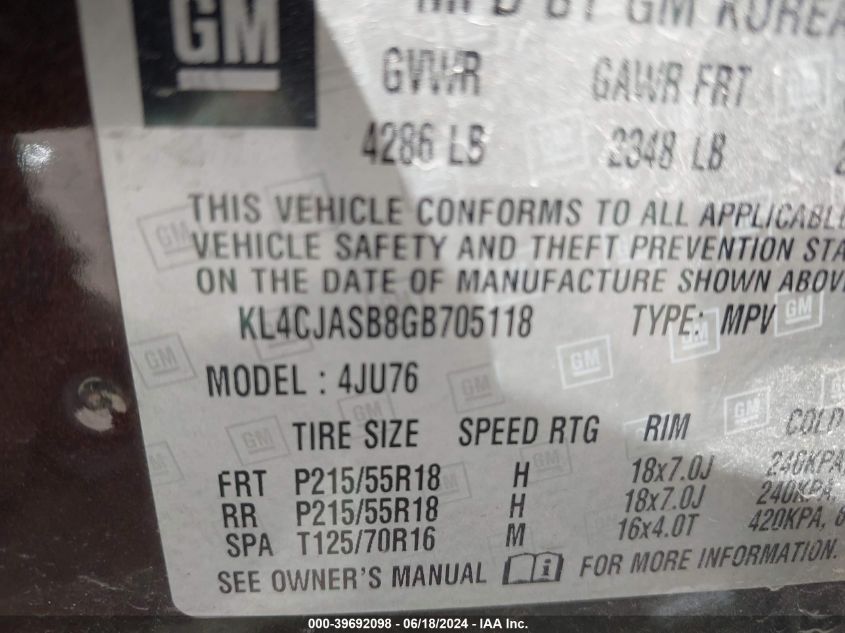 GM
MFD BY GM KOREA
GVWR GAWR FRT
4286 LB 2348 LB
THIS VEHICLE CONFORMS TO ALL APPLICABLE
VEHICLE SAFETY AND THEFT PREVENTION STA
ON THE DATE OF MANUFACTURE SHOWN ABOVE
KL4CJASB8GB705118 TYPE: MPV
MODEL : 4JU76
TIRE SIZE SPEED RTG RIM COLD
FRT P215/55R18 H 18x7.0J 240KPA,
RR P215/55R18 H 18x7.0J 240KPA,
SPA T125/70R16 M 16x4.0T 420KPA, 6
SEE OWNER'S MANUAL i FOR MORE INFORMATION.
000-39692098 - 06/18/2024 - IAA Inc.